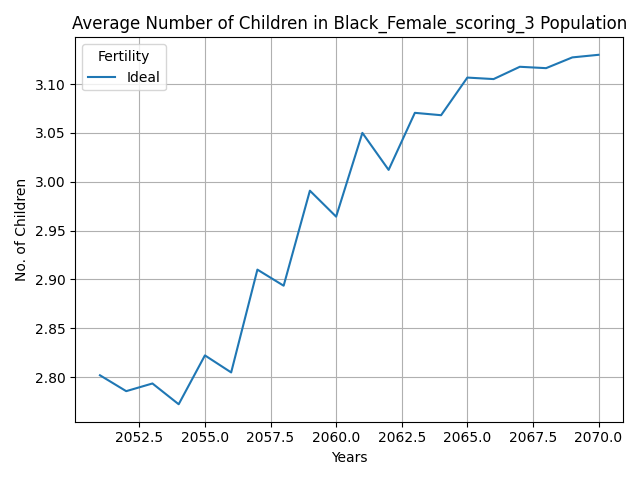 Average Number of Children in Black_Female_scoring_3 Population
Fertility
Ideal
No. of Children
3.10
3.05
3.00
2.95
2.90
2.85
2.80
2052.5 2055.0 2057.5 2060.0 2062.5 2065.0 2067.5 2070.0
Years